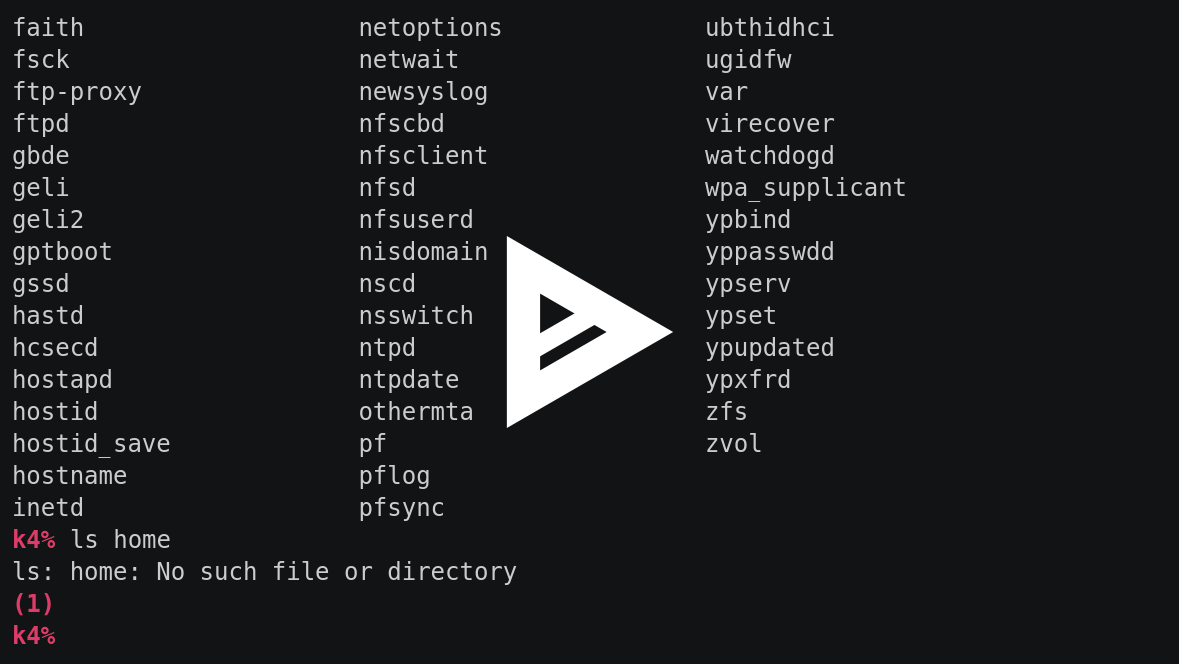 faith netoptions ubthidhci
fsck netwait ugidfw
ftp-proxy newsyslog var
ftpd nfscbd virecover
gbde nfsclient watchdogd
geli nfsd wpa_supplicant
geli2 nfsuserd ypbind
gptboot nisdomain yppasswdd
gssd nscd ypserv
hastd nsswitch ypset
hcsecd ntpd ypupdated
hostapd ntpdate ypxfrd
hostid othermta zfs
hostid_save pf zvol
hostname pflog
inetd pfsync
k4% ls home
ls: home: No such file or directory
(1)
k4%